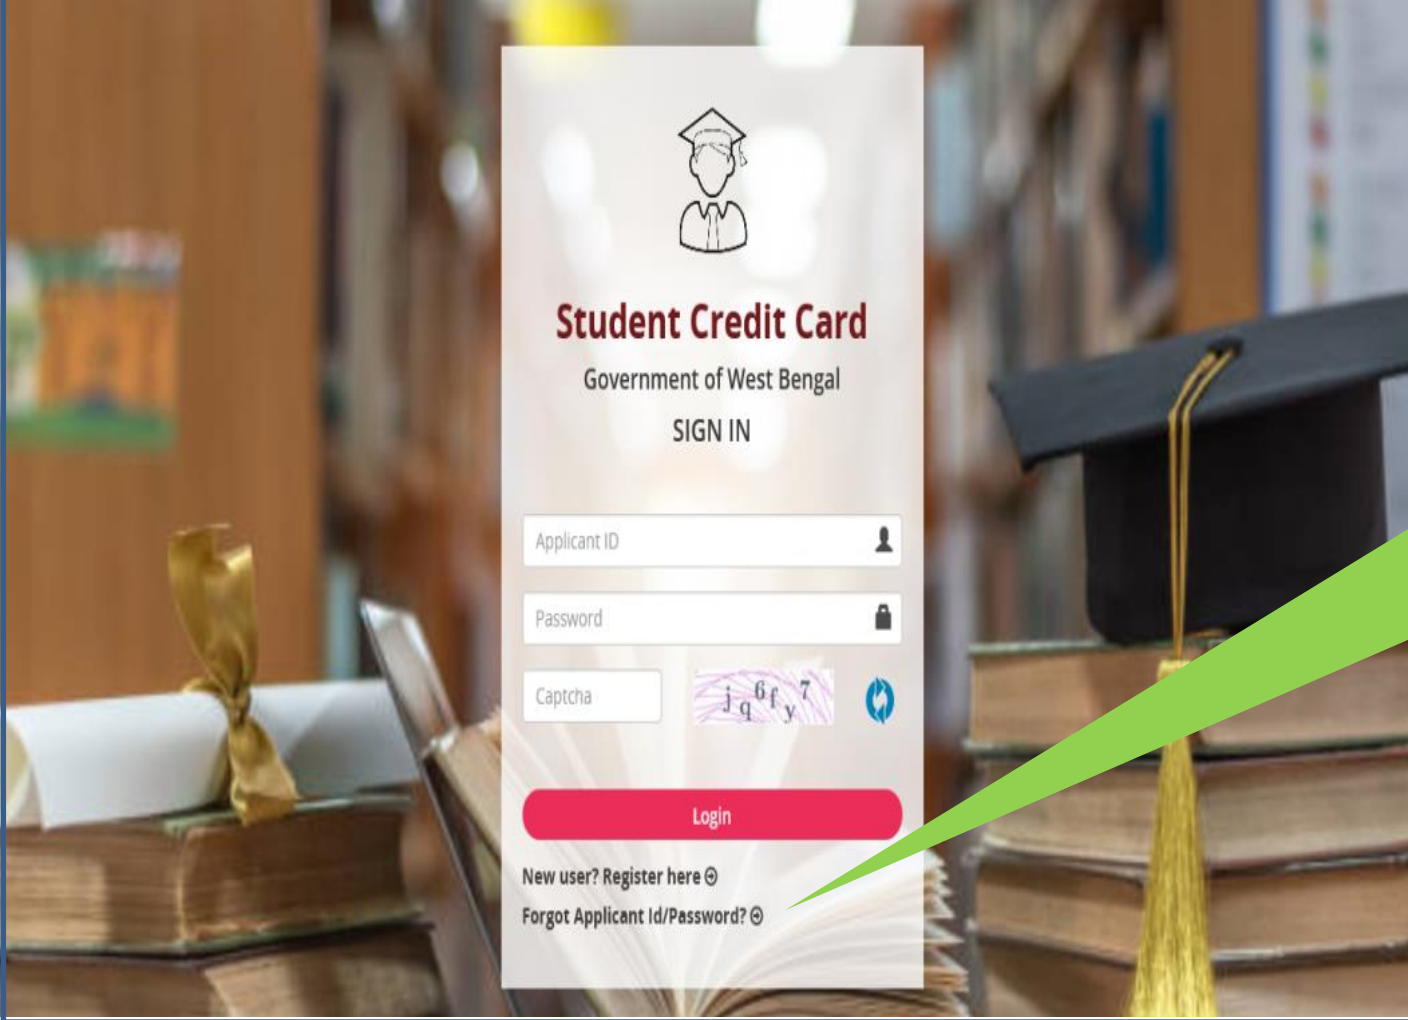 Student Credit Card
Government of West Bengal
SIGN IN
Applicant ID
Password
Captcha
jq6fy7
Login
New user? Register here
Forgot Applicant Id/Password?